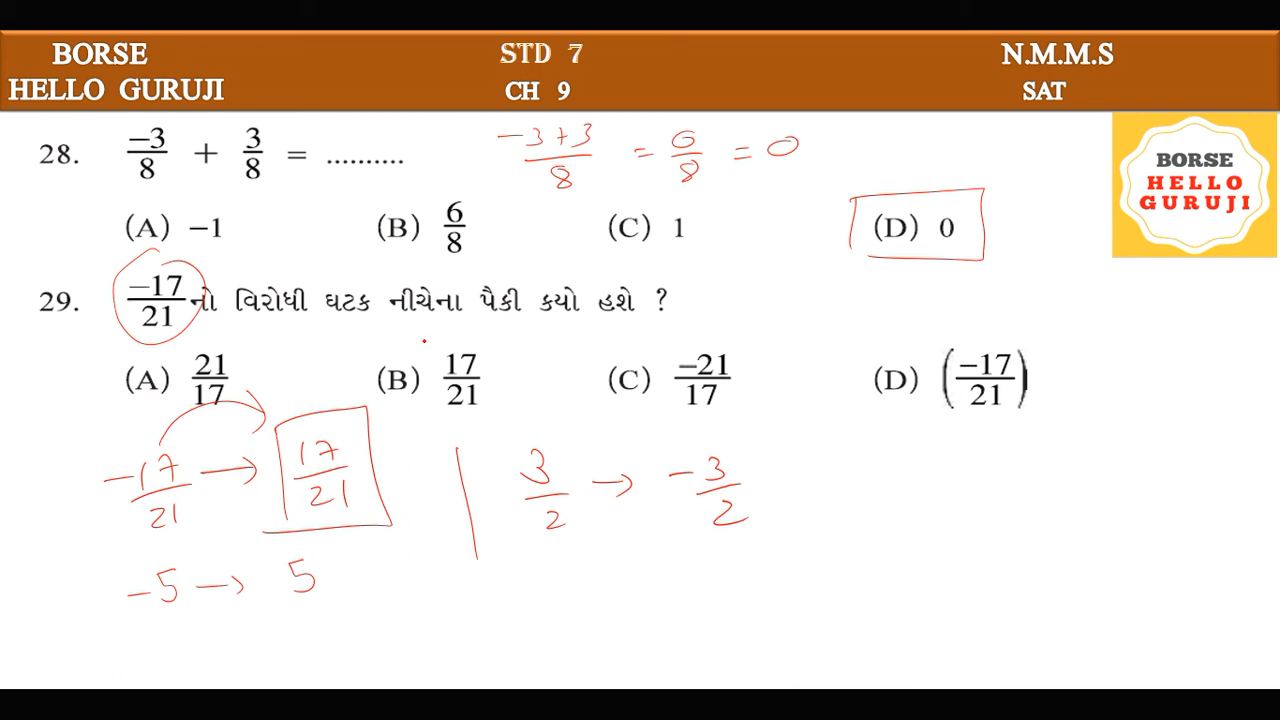 BORSE STD 7 N.M.M.S
HELLO GURUJI CH 9 SAT
28. −3/8 + 3/8 = .......... −3+3/8 = 0/8 = 0
BORSE
HELLO
GURUJI
(A) −1 (B) 6/8 (C) 1 (D) 0
29. −17/21 નો વિરોધી ઘટક નીચેના પૈકી કયો હશે ?
(A) 21/17 (B) 17/21 (C) −21/17 (D) (−17/21)
−17/21 → 17/21 | 3/2 → −3/2
−5 → 5